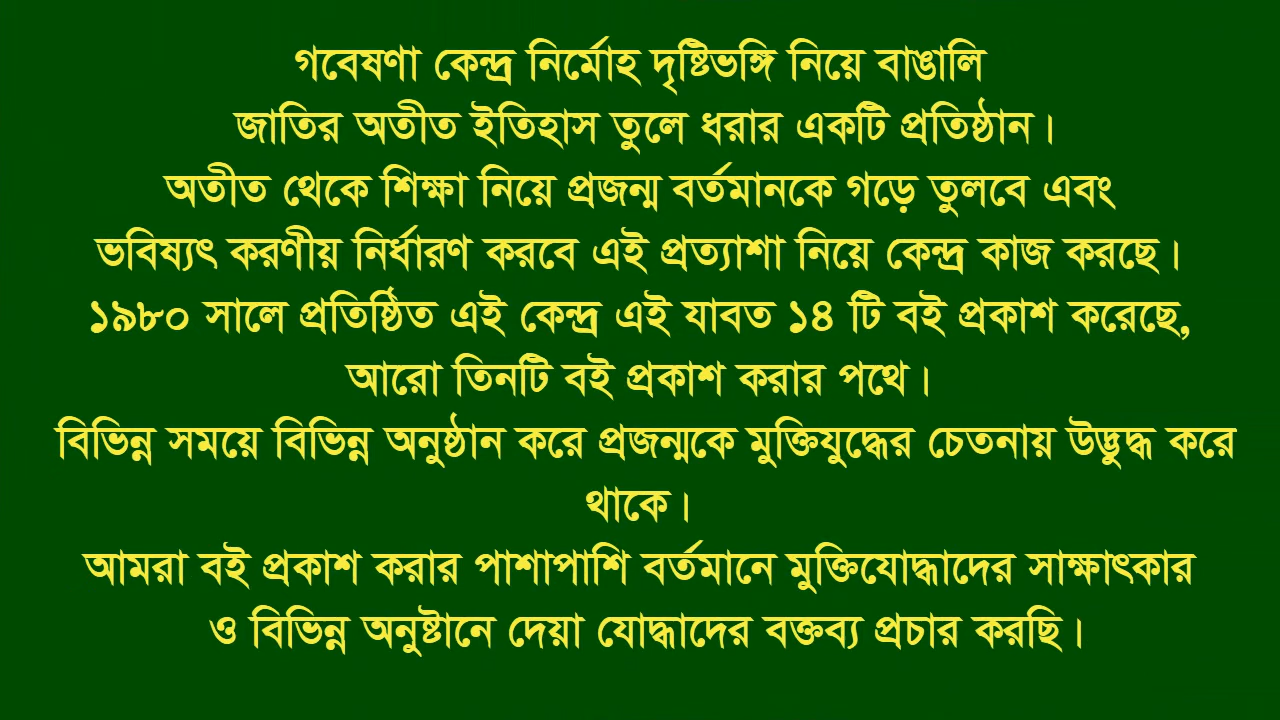 গবেষণা কেন্দ্র নির্মোহ দৃষ্টিভঙ্গি নিয়ে বাঙালি
জাতির অতীত ইতিহাস তুলে ধরার একটি প্রতিষ্ঠান।
অতীত থেকে শিক্ষা নিয়ে প্রজন্ম বর্তমানকে গড়ে তুলবে এবং
ভবিষ্যৎ করণীয় নির্ধারণ করবে এই প্রত্যাশা নিয়ে কেন্দ্র কাজ করছে।
১৯৮০ সালে প্রতিষ্ঠিত এই কেন্দ্র এই যাবত ১৪ টি বই প্রকাশ করেছে,
আরো তিনটি বই প্রকাশ করার পথে।
বিভিন্ন সময়ে বিভিন্ন অনুষ্ঠান করে প্রজন্মকে মুক্তিযুদ্ধের চেতনায় উদ্ভুদ্ধ করে
থাকে।
আমরা বই প্রকাশ করার পাশাপাশি বর্তমানে মুক্তিযোদ্ধাদের সাক্ষাৎকার
ও বিভিন্ন অনুষ্টানে দেয়া যোদ্ধাদের বক্তব্য প্রচার করছি।